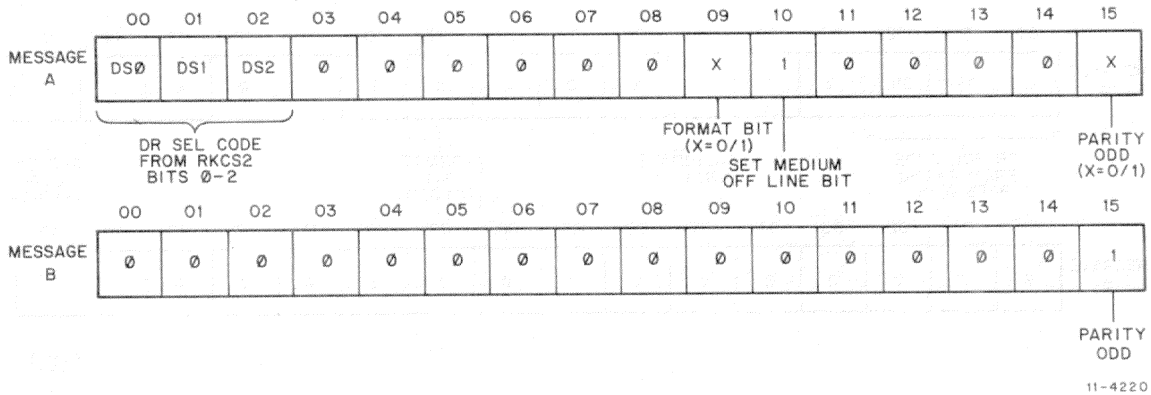 00 01 02 03 04 05 06 07 08 09 10 11 12 13 14 15
MESSAGE
A
DSØ DS1 DS2 Ø Ø Ø Ø Ø Ø X 1 Ø Ø Ø Ø X
DR SEL CODE
FROM RKCS2
BITS Ø-2
FORMAT BIT
(X=0/1)
SET MEDIUM
OFF LINE BIT
PARITY
ODD
(X=0/1)
00 01 02 03 04 05 06 07 08 09 10 11 12 13 14 15
MESSAGE
B
Ø Ø Ø Ø Ø Ø Ø Ø Ø Ø Ø Ø Ø Ø Ø 1
PARITY
ODD
11-4220